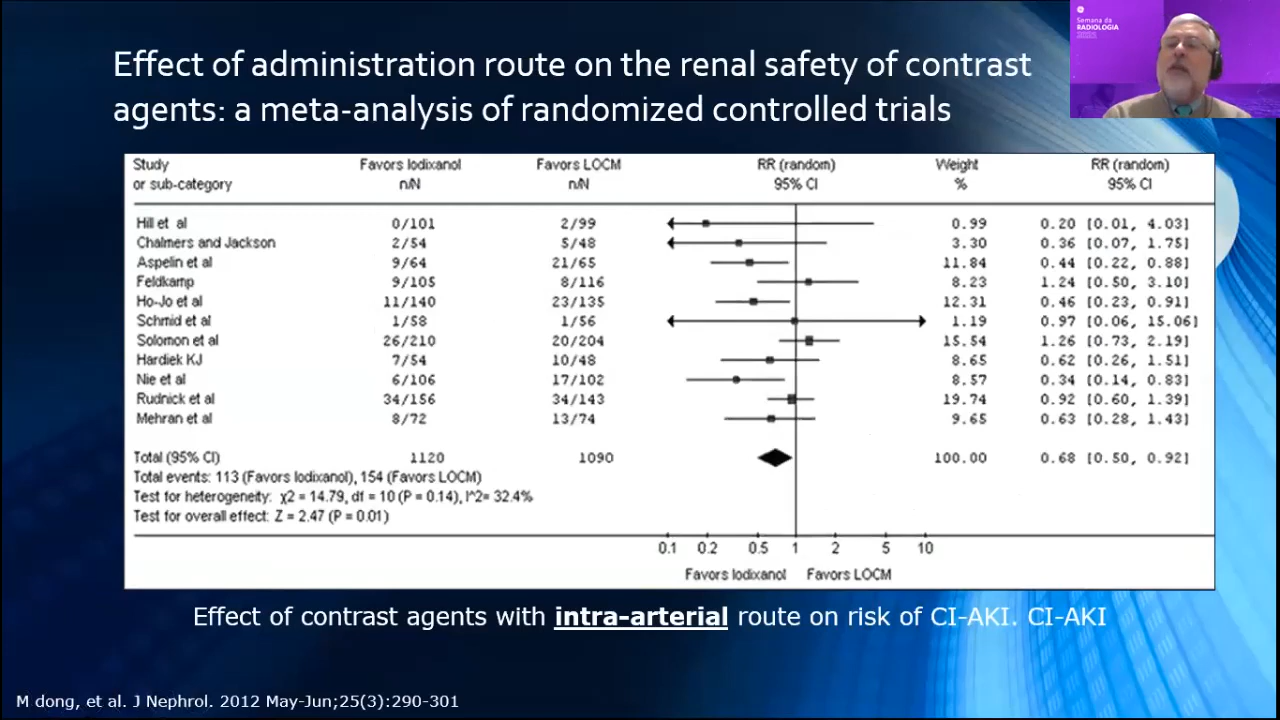 Effect of administration route on the renal safety of contrast
agents: a meta-analysis of randomized controlled trials
Semana da
RADIOLOGIA
Study Favors Iodixanol Favors LOCM RR (random) Weight RR (random)
or sub-category n/N n/N 95% CI % 95% CI
Hill et al 0/101 2/99 0.99 0.20 [0.01, 4.03]
Chalmers and Jackson 2/54 5/48 3.30 0.36 [0.07, 1.75]
Aspelin et al 9/64 21/65 11.84 0.44 [0.22, 0.88]
Feldkamp 9/105 8/116 8.23 1.24 [0.50, 3.10]
Ho-Jo et al 11/140 23/135 12.31 0.46 [0.23, 0.91]
Schmid et al 1/58 1/56 1.19 0.97 [0.06, 15.06]
Solomon et al 26/210 20/204 15.54 1.26 [0.73, 2.19]
Hardiek KJ 7/54 10/48 8.65 0.62 [0.26, 1.51]
Nie et al 6/106 17/102 8.57 0.34 [0.14, 0.83]
Rudnick et al 34/156 34/143 19.74 0.92 [0.60, 1.39]
Mehran et al 8/72 13/74 9.65 0.63 [0.28, 1.43]
Total (95% CI) 1120 1090 100.00 0.68 [0.50, 0.92]
Total events: 113 (Favors Iodixanol), 154 (Favors LOCM)
Test for heterogeneity: χ2 = 14.79, df = 10 (P = 0.14), I^2= 32.4%
Test for overall effect: Z = 2.47 (P = 0.01)
0.1 0.2 0.5 1 2 5 10
Favors Iodixanol Favors LOCM
Effect of contrast agents with intra-arterial route on risk of CI-AKI. CI-AKI
M dong, et al. J Nephrol. 2012 May-Jun;25(3):290-301